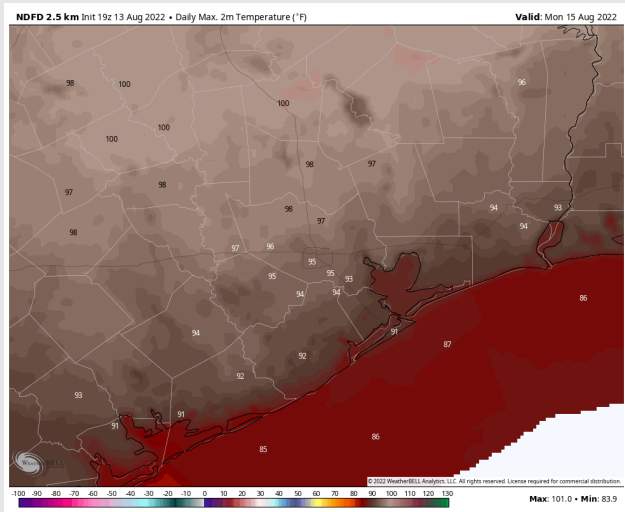 NDFD 2.5 km Init 19z 13 Aug 2022 • Daily Max. 2m Temperature (°F) Valid: Mon 15 Aug 2022
98 100 96
100
100
100
98 97
98
97
98 94 93
97 94
98
97 96
95
95 95 93
94 94
91 86
94 87
92
92
93
91
91
86
85
WeatherBELL
© 2022 WeatherBELL Analytics, LLC. All rights reserved. License required for commercial distribution.
-100 -90 -80 -70 -60 -50 -40 -30 -20 -10 0 10 20 30 40 50 60 70 80 90 100 110 120 130
Max: 101.0 • Min: 83.9